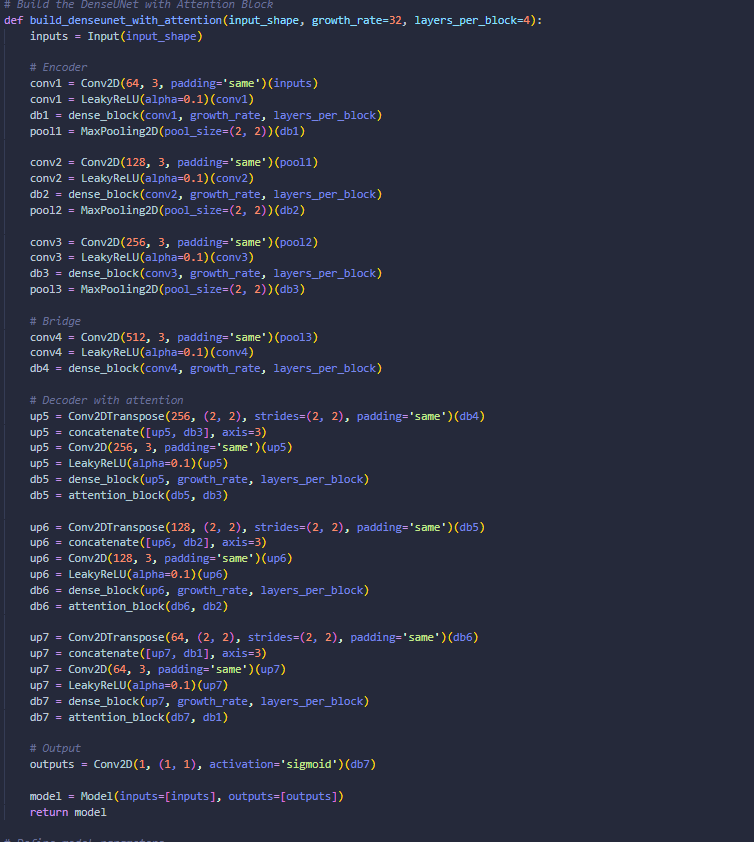 # Build the DenseUNet with Attention Block
def build_denseunet_with_attention(input_shape, growth_rate=32, layers_per_block=4):
    inputs = Input(input_shape)

    # Encoder
    conv1 = Conv2D(64, 3, padding='same')(inputs)
    conv1 = LeakyReLU(alpha=0.1)(conv1)
    db1 = dense_block(conv1, growth_rate, layers_per_block)
    pool1 = MaxPooling2D(pool_size=(2, 2))(db1)

    conv2 = Conv2D(128, 3, padding='same')(pool1)
    conv2 = LeakyReLU(alpha=0.1)(conv2)
    db2 = dense_block(conv2, growth_rate, layers_per_block)
    pool2 = MaxPooling2D(pool_size=(2, 2))(db2)

    conv3 = Conv2D(256, 3, padding='same')(pool2)
    conv3 = LeakyReLU(alpha=0.1)(conv3)
    db3 = dense_block(conv3, growth_rate, layers_per_block)
    pool3 = MaxPooling2D(pool_size=(2, 2))(db3)

    # Bridge
    conv4 = Conv2D(512, 3, padding='same')(pool3)
    conv4 = LeakyReLU(alpha=0.1)(conv4)
    db4 = dense_block(conv4, growth_rate, layers_per_block)

    # Decoder with attention
    up5 = Conv2DTranspose(256, (2, 2), strides=(2, 2), padding='same')(db4)
    up5 = concatenate([up5, db3], axis=3)
    up5 = Conv2D(256, 3, padding='same')(up5)
    up5 = LeakyReLU(alpha=0.1)(up5)
    db5 = dense_block(up5, growth_rate, layers_per_block)
    db5 = attention_block(db5, db3)

    up6 = Conv2DTranspose(128, (2, 2), strides=(2, 2), padding='same')(db5)
    up6 = concatenate([up6, db2], axis=3)
    up6 = Conv2D(128, 3, padding='same')(up6)
    up6 = LeakyReLU(alpha=0.1)(up6)
    db6 = dense_block(up6, growth_rate, layers_per_block)
    db6 = attention_block(db6, db2)

    up7 = Conv2DTranspose(64, (2, 2), strides=(2, 2), padding='same')(db6)
    up7 = concatenate([up7, db1], axis=3)
    up7 = Conv2D(64, 3, padding='same')(up7)
    up7 = LeakyReLU(alpha=0.1)(up7)
    db7 = dense_block(up7, growth_rate, layers_per_block)
    db7 = attention_block(db7, db1)

    # Output
    outputs = Conv2D(1, (1, 1), activation='sigmoid')(db7)

    model = Model(inputs=[inputs], outputs=[outputs])
    return model